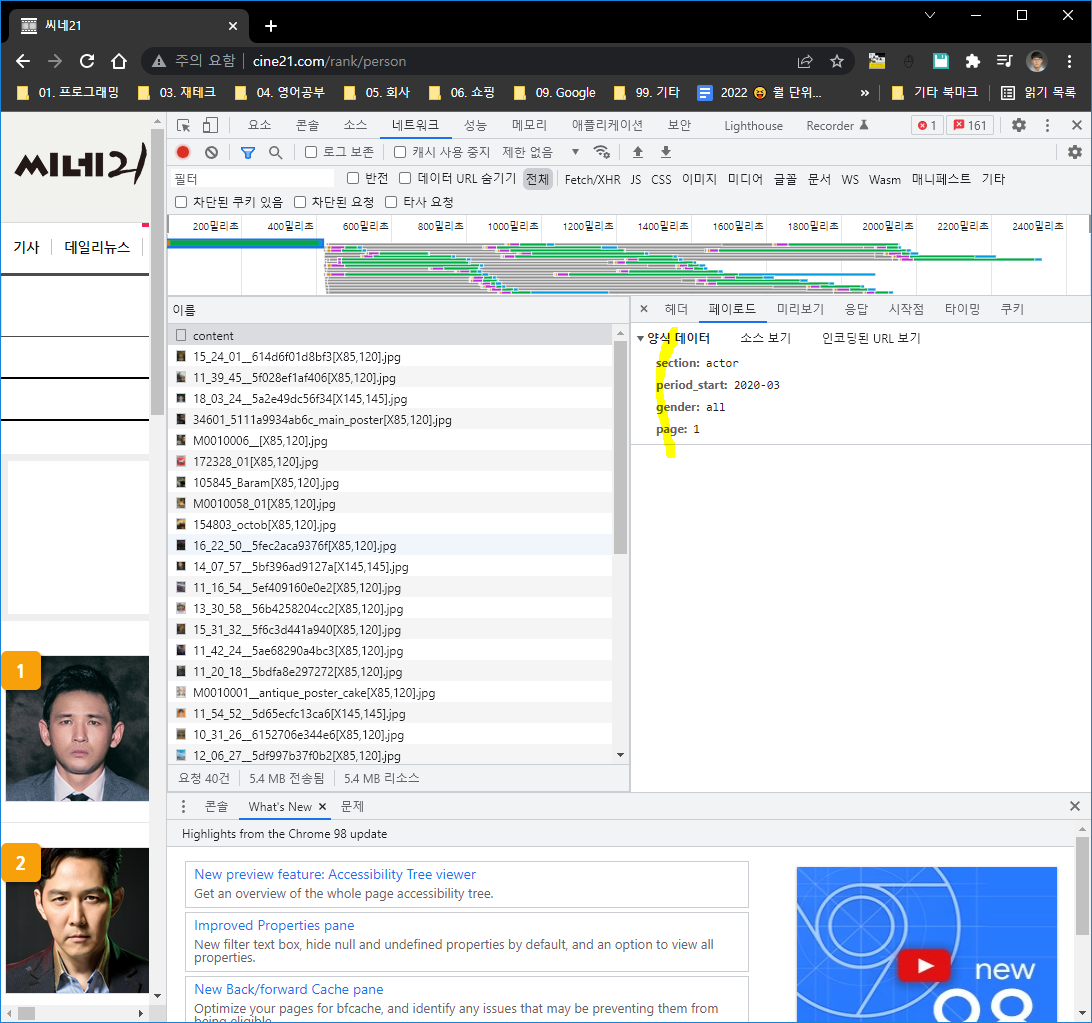 씨네21
주의 요함 cine21.com/rank/person
01. 프로그래밍 03. 재테크 04. 영어공부 05. 회사 06. 쇼핑 09. Google 99. 기타 2022 😝 월 단위... » 기타 북마크 읽기 목록
씨네21
기사 데일리뉴스
1
2
요소 콘솔 소스 네트워크 성능 메모리 애플리케이션 보안 Lighthouse Recorder 1 161
로그 보존 캐시 사용 중지 제한 없음
필터 반전 데이터 URL 숨기기 전체 Fetch/XHR JS CSS 이미지 미디어 글꼴 문서 WS Wasm 매니페스트 기타
차단된 쿠키 있음 차단된 요청 타사 요청
200밀리초 400밀리초 600밀리초 800밀리초 1000밀리초 1200밀리초 1400밀리초 1600밀리초 1800밀리초 2000밀리초 2200밀리초 2400밀리초
이름
content
15_24_01__614d6f01d8bf3[X85,120].jpg
11_39_45__5f028ef1af406[X85,120].jpg
18_03_24__5a2e49dc56f34[X145,145].jpg
34601_5111a9934ab6c_main_poster[X85,120].jpg
M0010006__[X85,120].jpg
172328_01[X85,120].jpg
105845_Baram[X85,120].jpg
M0010058_01[X85,120].jpg
154803_octob[X85,120].jpg
16_22_50__5fec2aca9376f[X85,120].jpg
14_07_57__5bf396ad9127a[X145,145].jpg
11_16_54__5ef409160e0e2[X85,120].jpg
13_30_58__56b4258204cc2[X85,120].jpg
15_31_32__5f6c3d441a940[X85,120].jpg
11_42_24__5ae68290a4bc3[X85,120].jpg
11_20_18__5bdfa8e297272[X85,120].jpg
M0010001__antique_poster_cake[X85,120].jpg
11_54_52__5d65ecfc13ca6[X145,145].jpg
10_31_26__6152706e344e6[X85,120].jpg
12_06_27__5df997b37f0b2[X85,120].jpg
요청 40건 5.4 MB 전송됨 5.4 MB 리소스
헤더 페이로드 미리보기 응답 시작점 타이밍 쿠키
양식 데이터 소스 보기 인코딩된 URL 보기
section: actor
period_start: 2020-03
gender: all
page: 1
콘솔 What's New 문제
Highlights from the Chrome 98 update
New preview feature: Accessibility Tree viewer
Get an overview of the whole page accessibility tree.
Improved Properties pane
New filter text box, hide null and undefined properties by default, and an option to view all
properties.
New Back/forward Cache pane
Optimize your pages for bfcache, and identify any issues that may be preventing them from
being eligible.
new
98